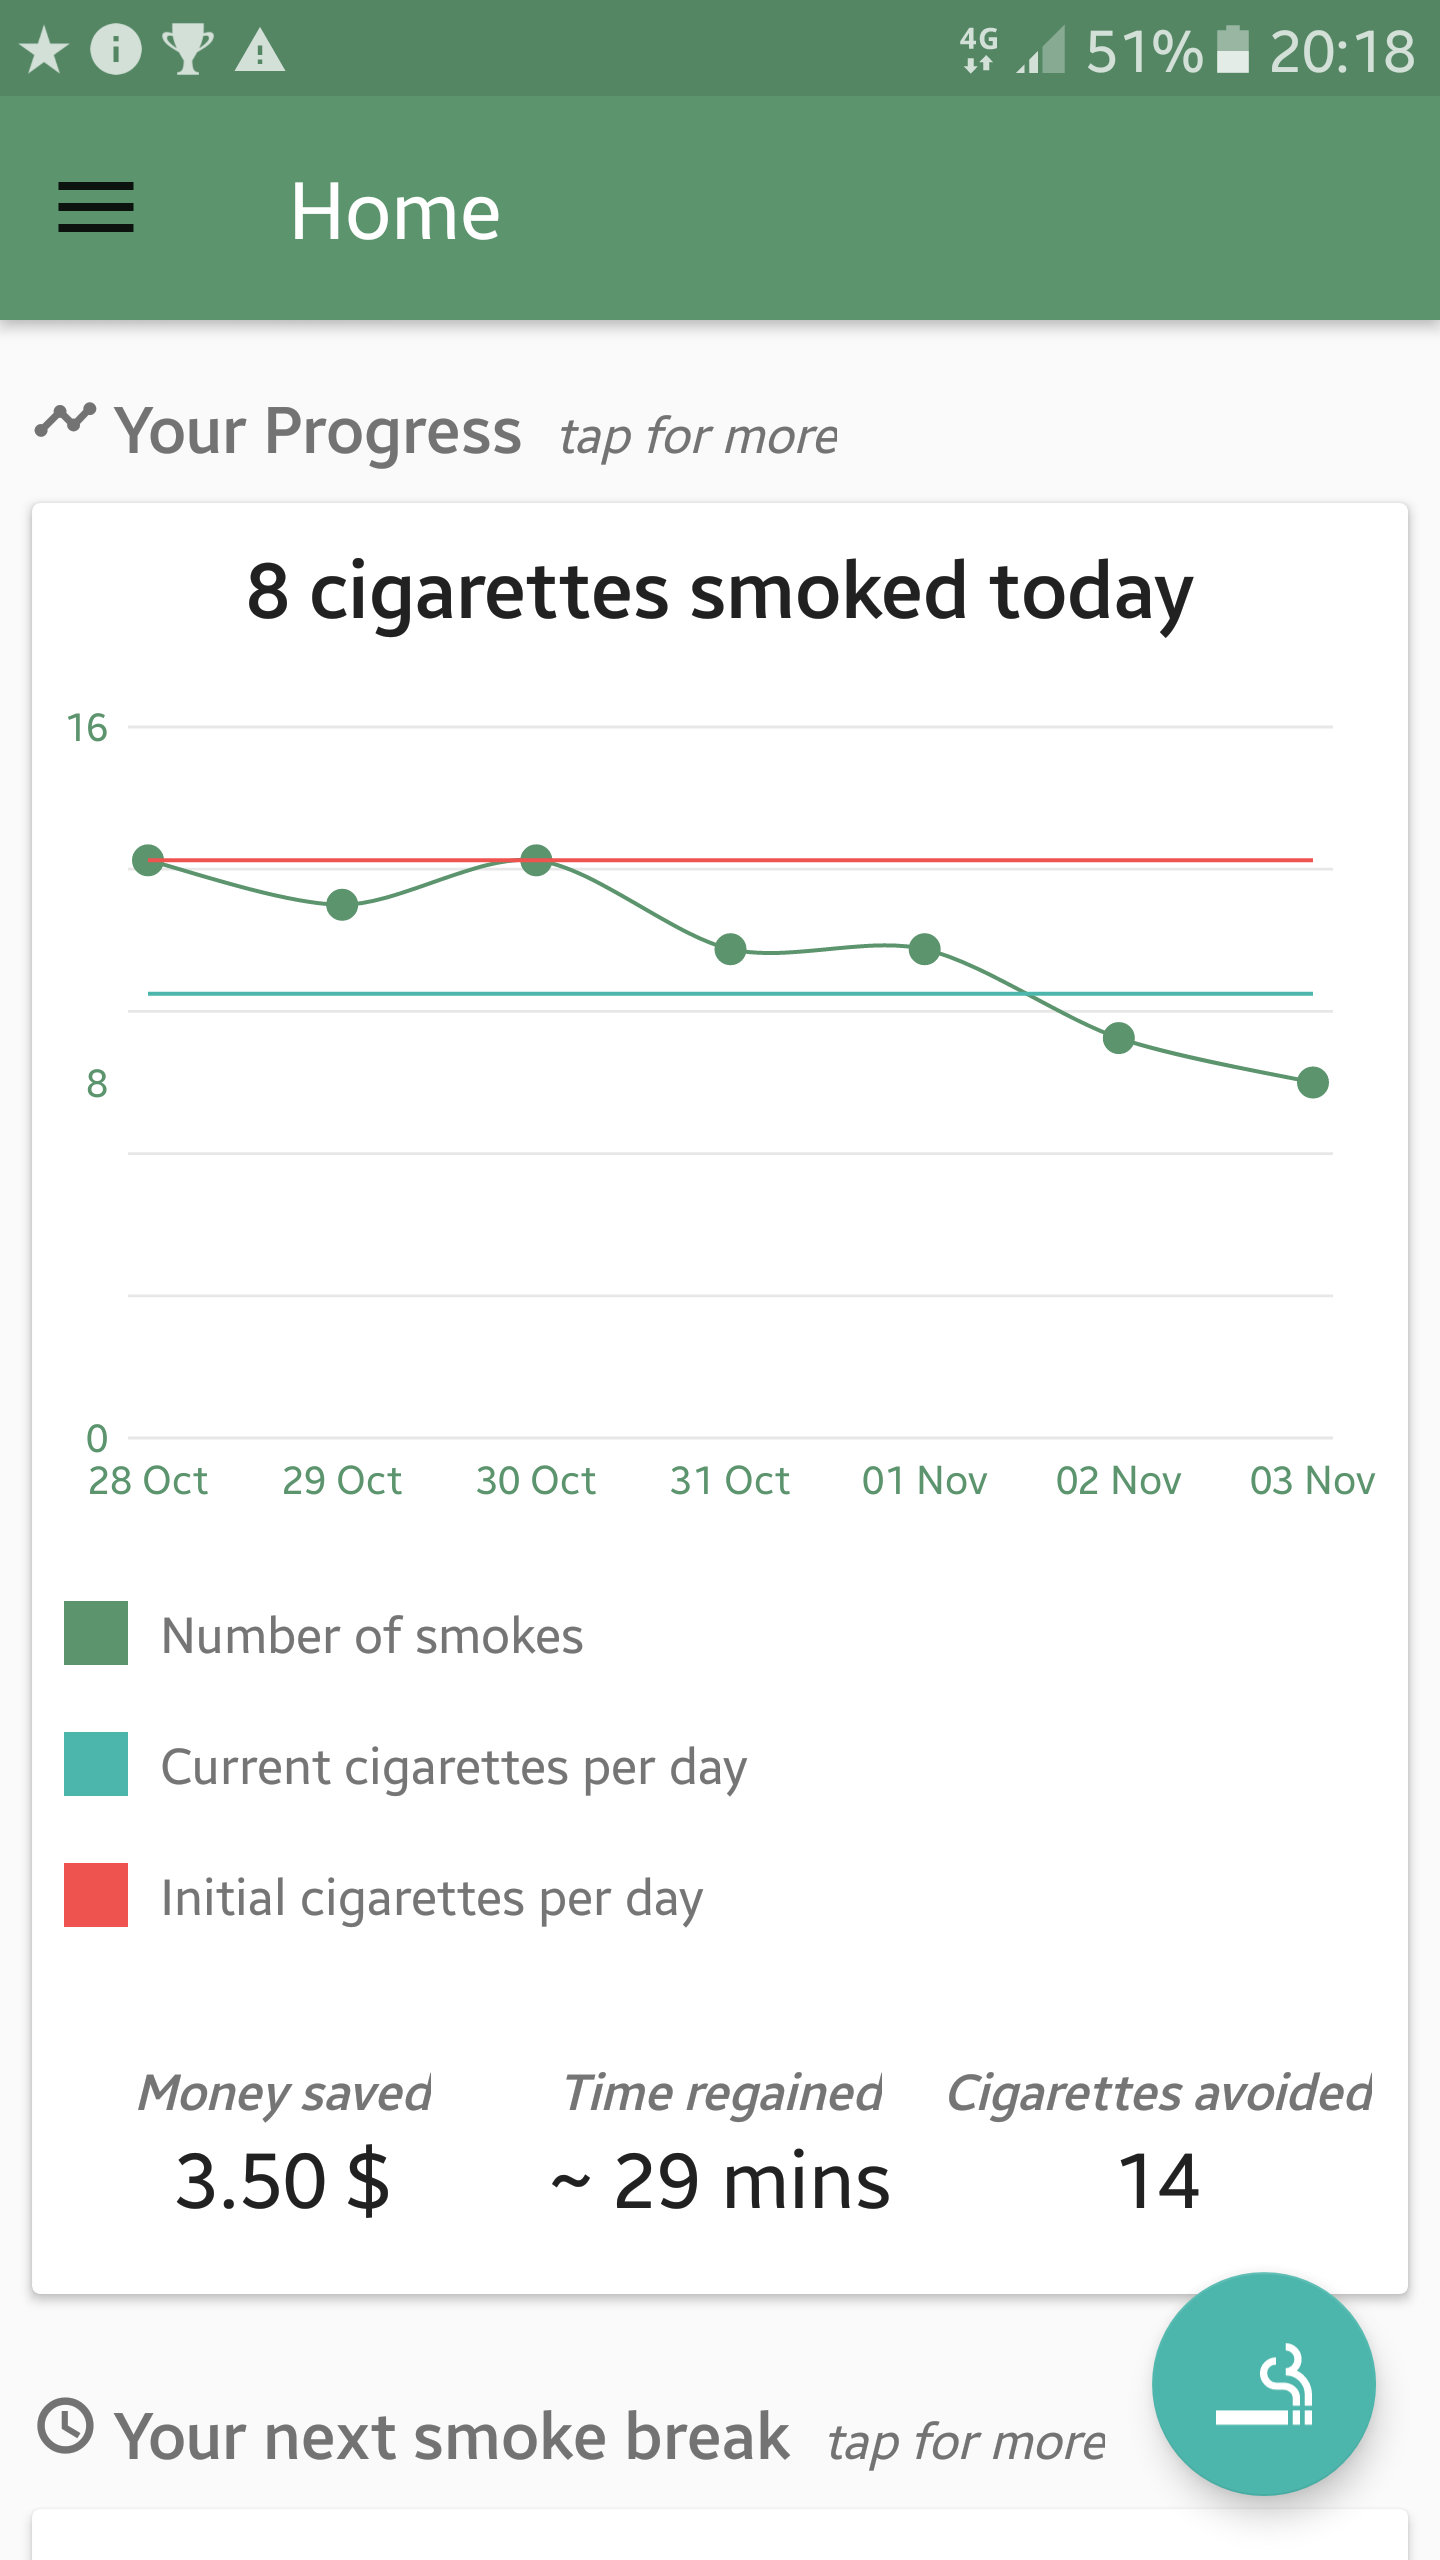 4G 51% 20:18
Home
Your Progress tap for more
8 cigarettes smoked today
16
8
0
28 Oct 29 Oct 30 Oct 31 Oct 01 Nov 02 Nov 03 Nov
Number of smokes
Current cigarettes per day
Initial cigarettes per day
Money saved Time regained Cigarettes avoided
3.50 $ ~ 29 mins 14
Your next smoke break tap for more